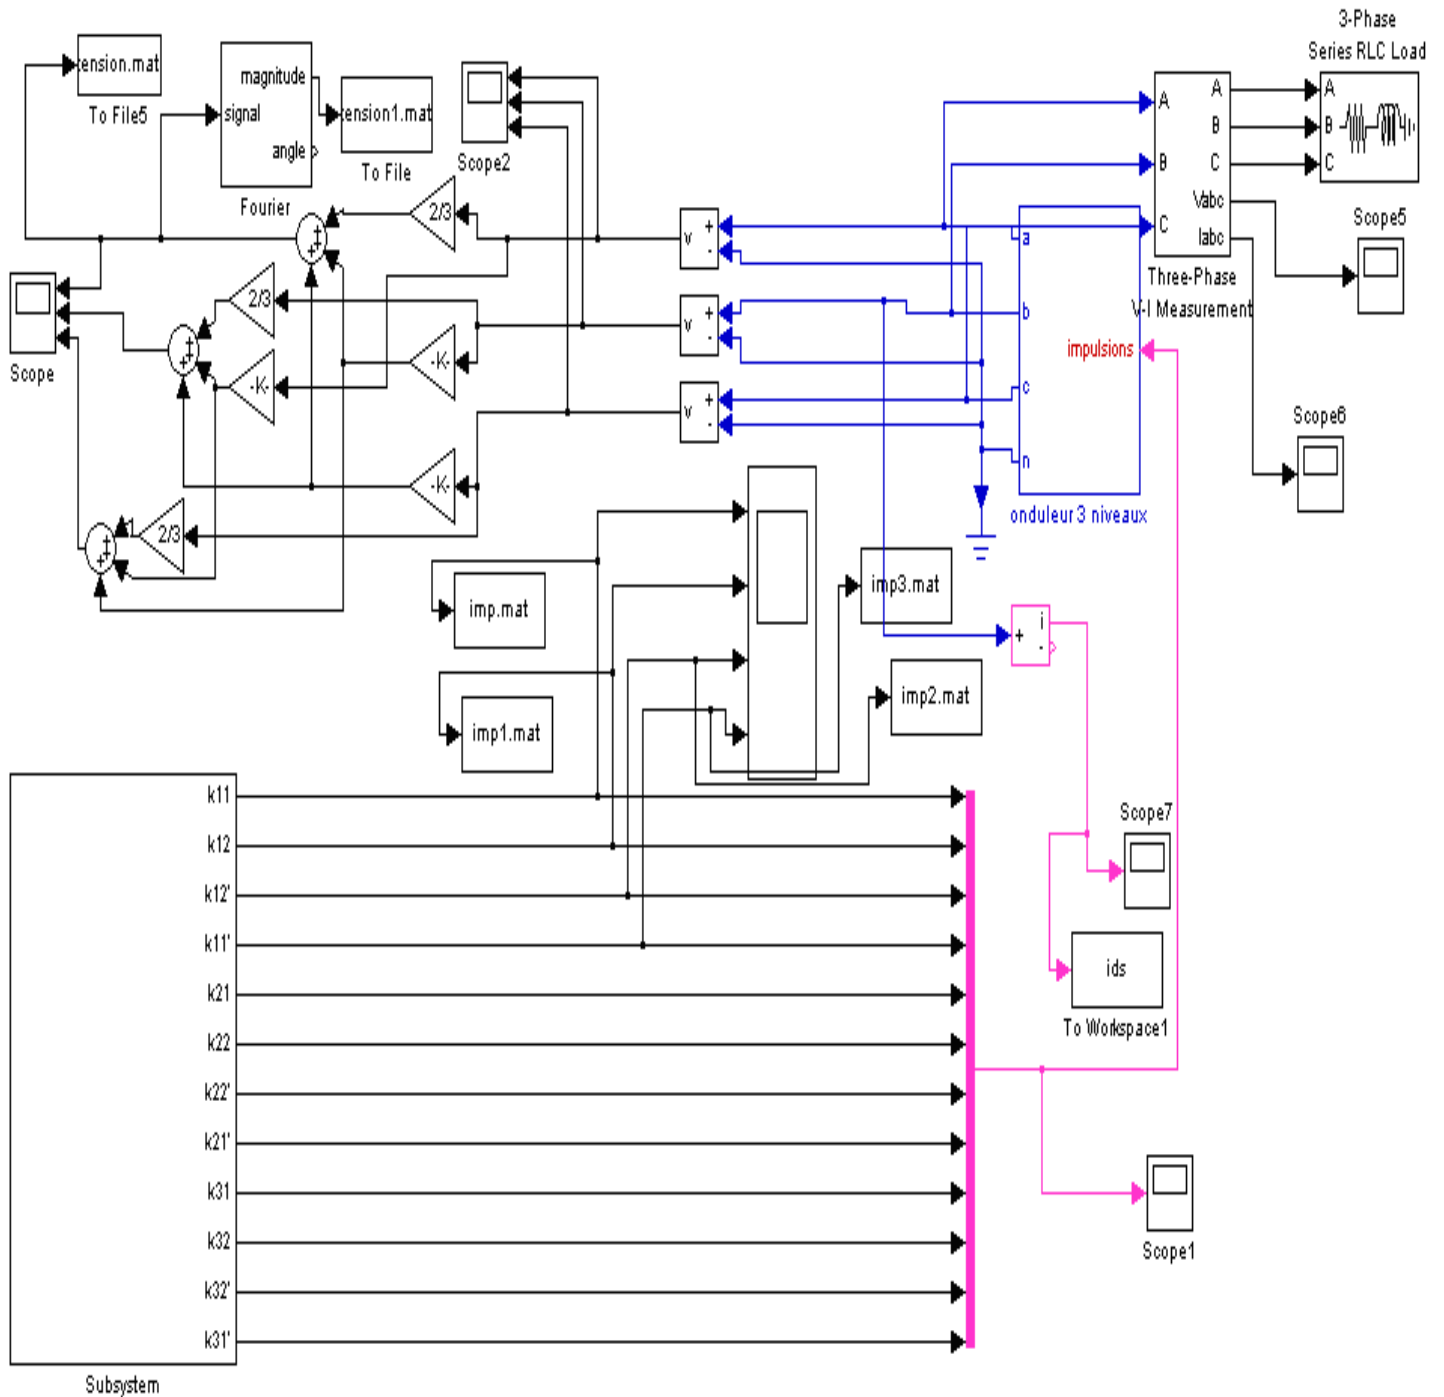 3-Phase
Series RLC Load
tension.mat
To File5
magnitude
signal
angle
Fourier
tension1.mat
To File
Scope2
A
B
C
A
B
C
Vabc
Iabc
Three-Phase
V-I Measurement
A
B
C
Scope5
2/3
v
+
-
a
2/3
-K-
v
+
-
b
impulsions
Scope
-K-
v
+
-
c
Scope6
-K-
n
onduleur 3 niveaux
2/3
imp.mat
imp3.mat
+
i
-
imp1.mat
imp2.mat
k11
k12
k12'
k11'
k21
k22
k22'
k21'
k31
k32
k32'
k31'
Subsystem
Scope7
ids
To Workspace1
Scope1